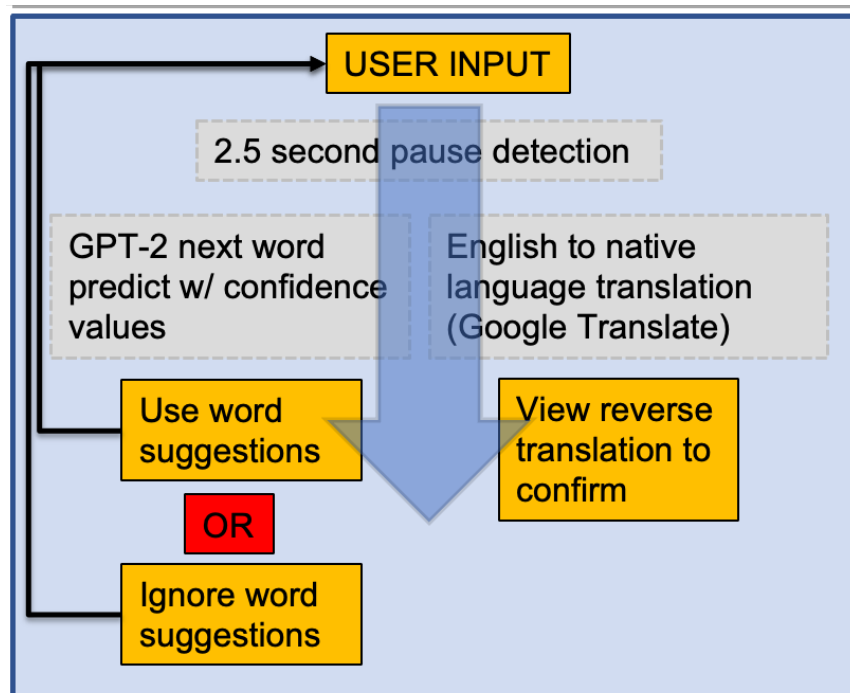 USER INPUT
2.5 second pause detection
GPT-2 next word
predict w/ confidence
values
English to native
language translation
(Google Translate)
Use word
suggestions
View reverse
translation to
confirm
OR
Ignore word
suggestions